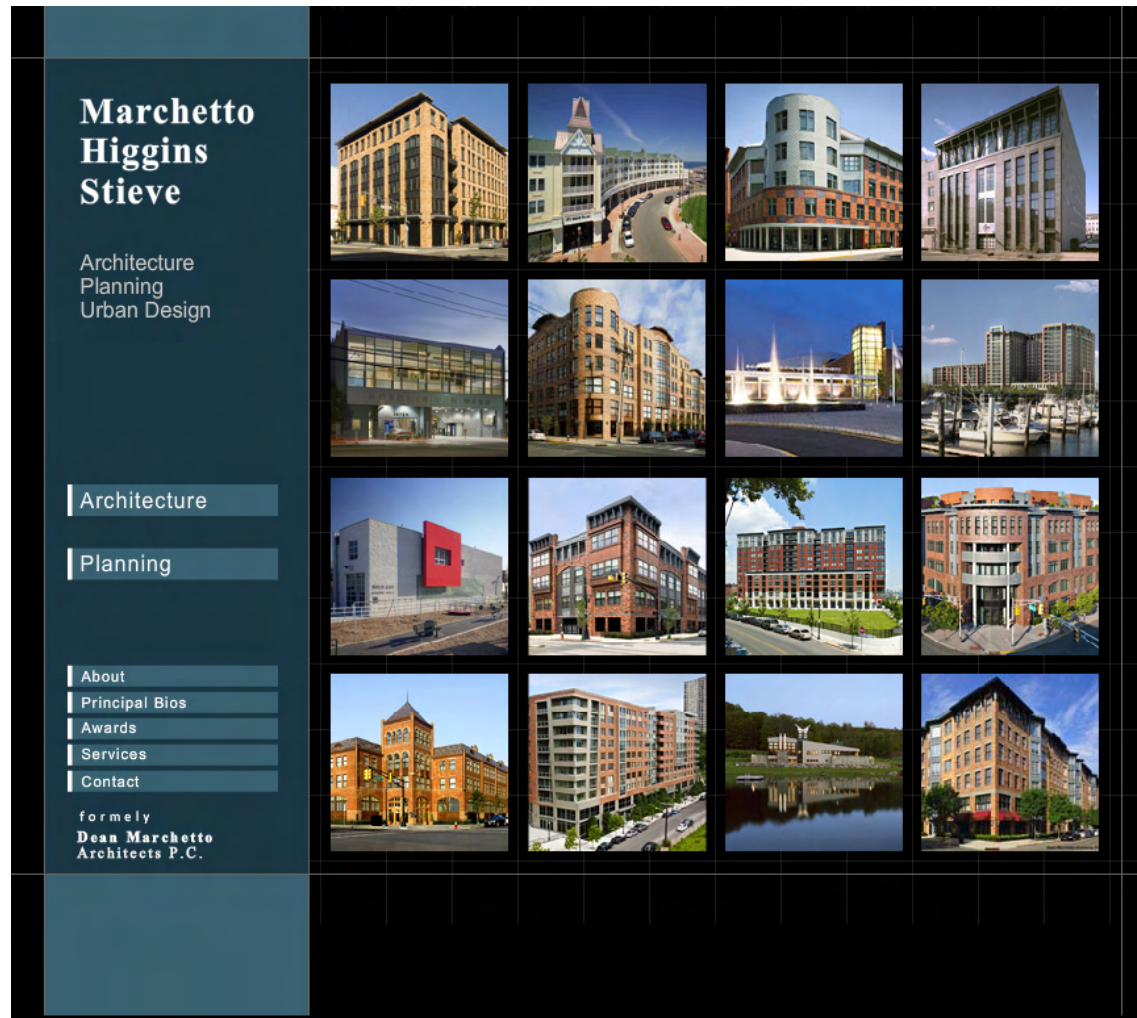 Marchetto
Higgins
Stieve
Architecture
Planning
Urban Design
Architecture
Planning
About
Principal Bios
Awards
Services
Contact
formely
Dean Marchetto
Architects P.C.